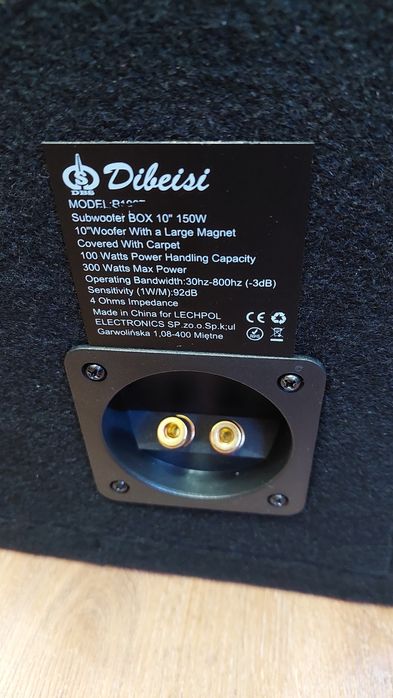 DBS
Dibeisi
MODEL:
Subwoofer BOX 10" 150W
10"Woofer With a Large Magnet
Covered With Carpet
100 Watts Power Handling Capacity
300 Watts Max Power
Operating Bandwidth:30hz-800hz (-3dB)
Sensitivity (1W/M):92dB
4 Ohms Impedance
Made in China for LECHPOL
ELECTRONICS SP.zo.o.Sp.k;ul
Garwolińska 1,08-400 Miętne
CE